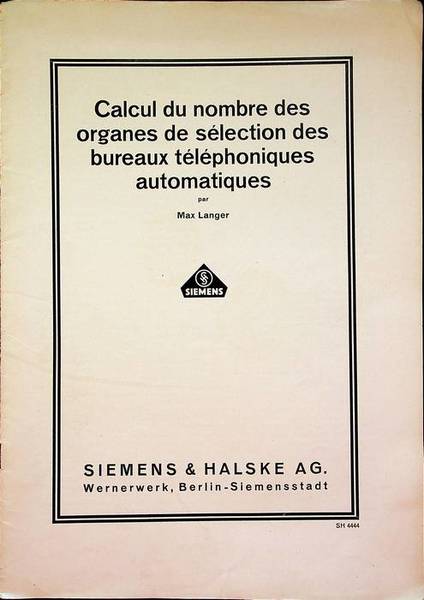 Calcul du nombre des
organes de sélection des
bureaux téléphoniques
automatiques
par
Max Langer
SIEMENS
SIEMENS & HALSKE AG.
Wernerwerk, Berlin-Siemensstadt
SH 4444